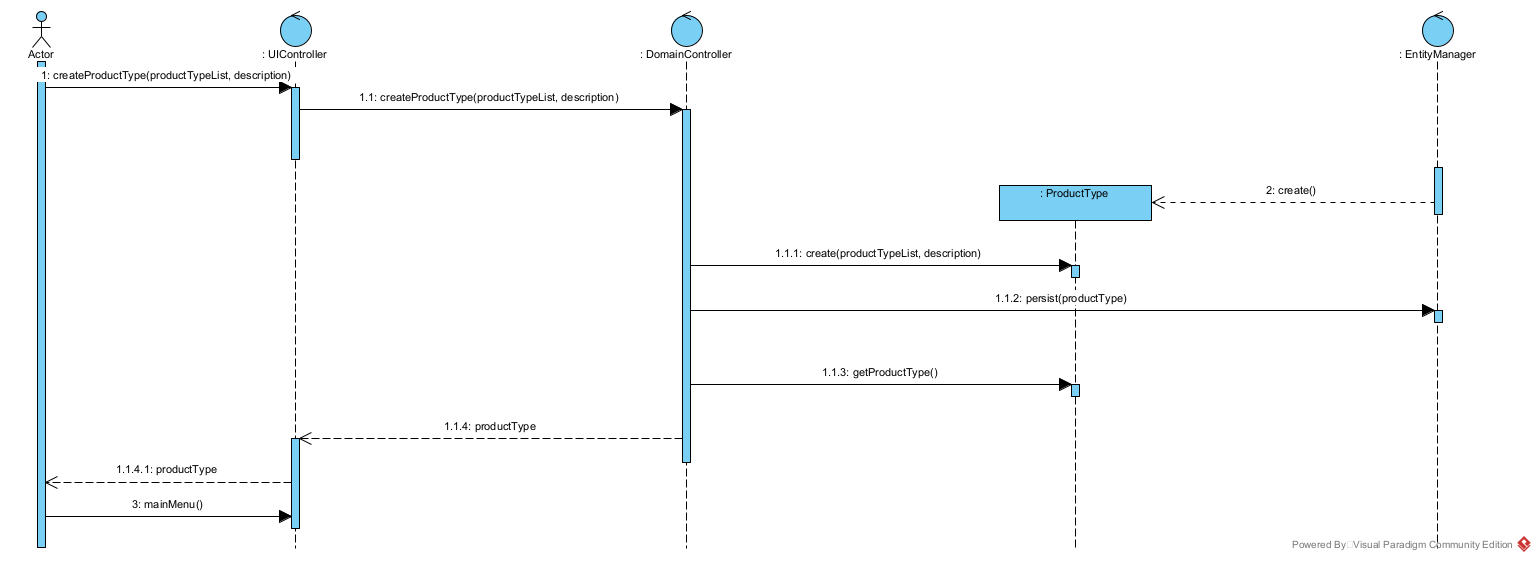 Actor
: UIController
: DomainController
: EntityManager
1: createProductType(productTypeList, description)
1.1: createProductType(productTypeList, description)
: ProductType
2: create()
1.1.1: create(productTypeList, description)
1.1.2: persist(productType)
1.1.3: getProductType()
1.1.4: productType
1.1.4.1: productType
3: mainMenu()
Powered By Visual Paradigm Community Edition